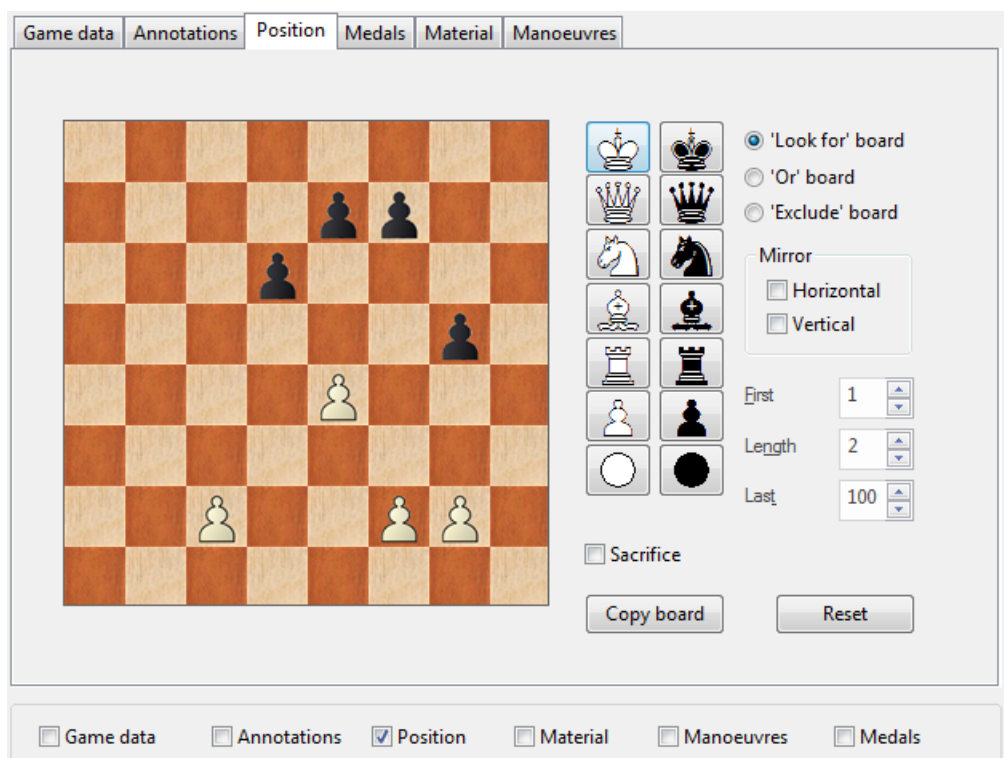 Game data Annotations Position Medals Material Manoeuvres
'Look for' board
'Or' board
'Exclude' board
Mirror
Horizontal
Vertical
First 1
Length 2
Last 100
Sacrifice
Copy board Reset
Game data Annotations Position Material Manoeuvres Medals